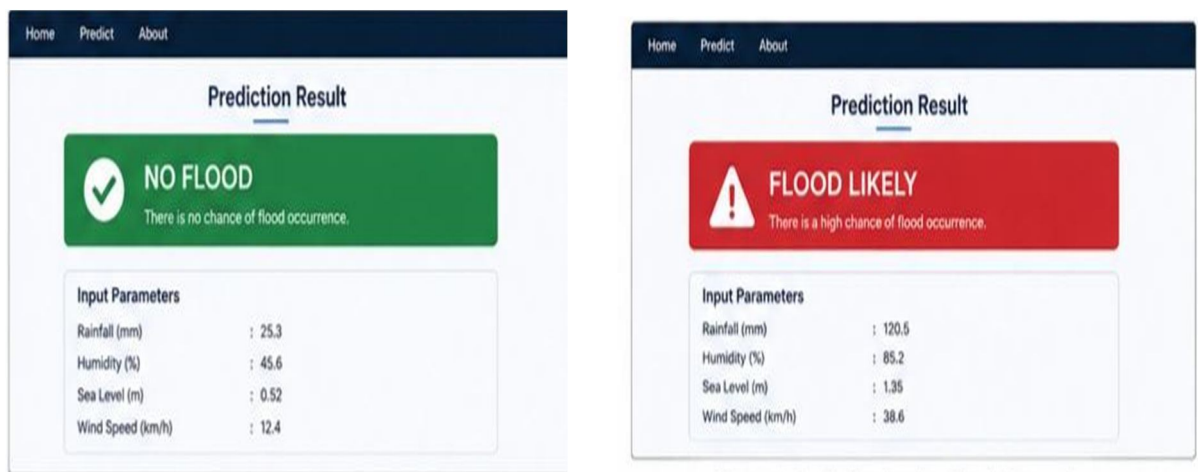 Home Predict About
Prediction Result
NO FLOOD
There is no chance of flood occurrence.
Input Parameters
Rainfall (mm) : 25.3
Humidity (%) : 45.6
Sea Level (m) : 0.52
Wind Speed (km/h) : 12.4
Home Predict About
Prediction Result
FLOOD LIKELY
There is a high chance of flood occurrence.
Input Parameters
Rainfall (mm) : 120.5
Humidity (%) : 85.2
Sea Level (m) : 1.35
Wind Speed (km/h) : 38.6